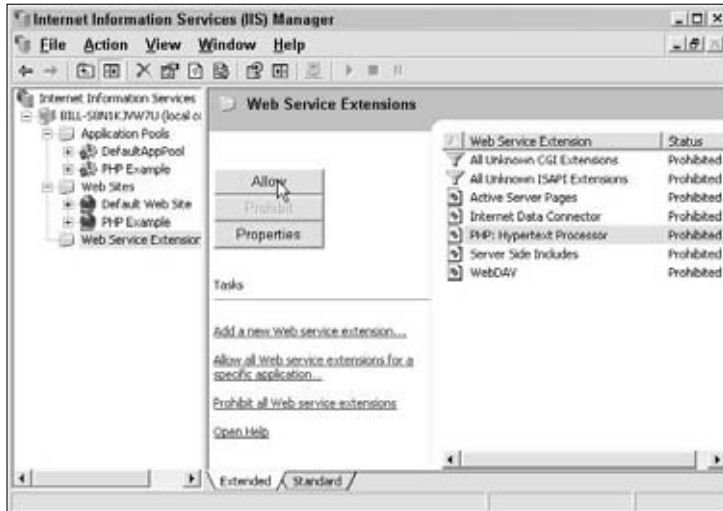 Internet Information Services (IIS) Manager
File Action View Window Help
Internet Information Services
(local c
Application Pools
DefaultAppPool
PHP Example
Web Sites
Default Web Site
PHP Example
Web Service Extension
Web Service Extensions
Allow
Prohibit
Properties
Tasks
Add a new Web service extension...
Allow all Web service extensions for a
specific application...
Prohibit all Web service extensions
Open Help
Web Service Extension Status
All Unknown CGI Extensions Prohibited
All Unknown ISAPI Extensions Prohibited
Active Server Pages Prohibited
Internet Data Connector Prohibited
PHP: Hypertext Processor Prohibited
Server Side Includes Prohibited
WebDAV Prohibited
Extended Standard